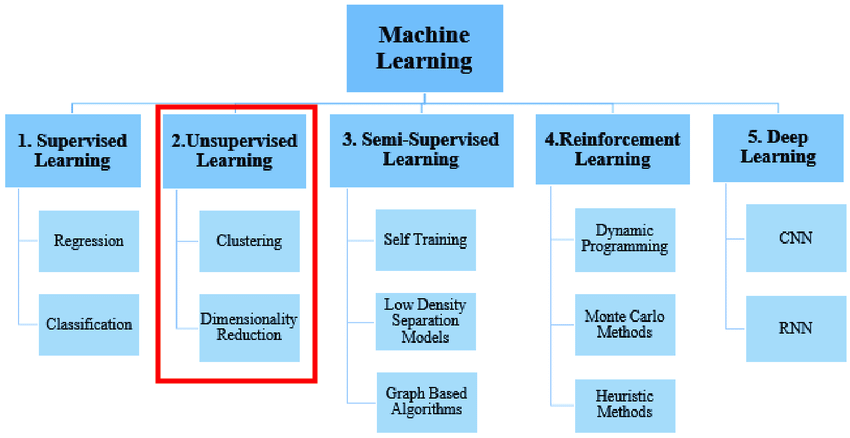 Machine
Learning
1. Supervised
Learning
Regression
Classification
2.Unsupervised
Learning
Clustering
Dimensionality
Reduction
3. Semi-Supervised
Learning
Self Training
Low Density
Separation
Models
Graph Based
Algorithms
4.Reinforcement
Learning
Dynamic
Programming
Monte Carlo
Methods
Heuristic
Methods
5. Deep
Learning
CNN
RNN